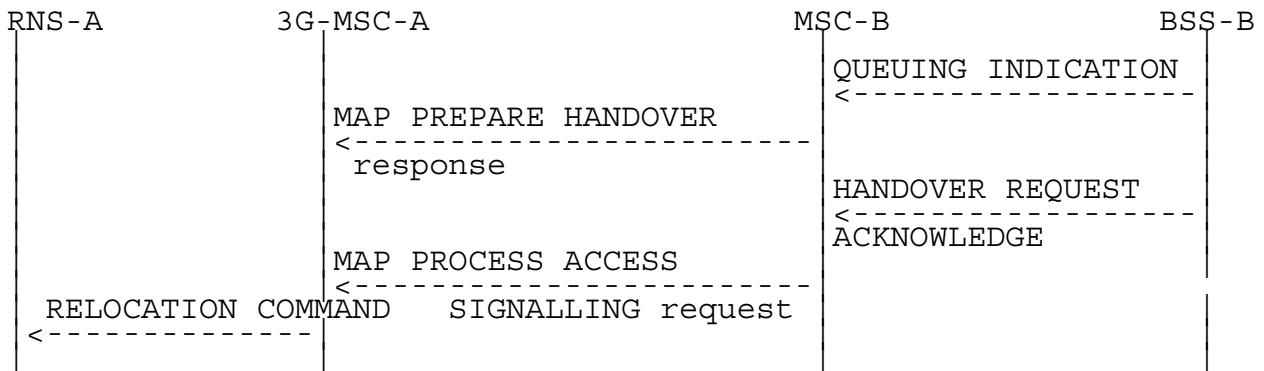 RNS-A 3G-MSC-A MSC-B BSS-B
QUEUING INDICATION
MAP PREPARE HANDOVER
response
HANDOVER REQUEST
ACKNOWLEDGE
MAP PROCESS ACCESS
RELOCATION COMMAND SIGNALLING request